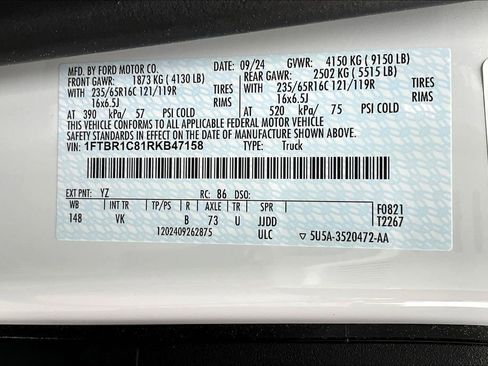 MFD. BY FORD MOTOR CO. 09/24 GVWR: 4150 KG ( 9150 LB)
FRONT GAWR: 1873 KG ( 4130 LB) REAR GAWR: 2502 KG ( 5515 LB)
WITH 235/65R16C 121/119R TIRES WITH 235/65R16C 121/119R TIRES
16x6.5J RIMS 16x6.5J RIMS
AT 390 kPa/ 57 PSI COLD AT 520 kPa/ 75 PSI COLD
THIS VEHICLE CONFORMS TO ALL APPLICABLE FEDERAL MOTOR VEHICLE
SAFETY STANDARDS IN EFFECT ON THE DATE OF MANUFACTURE SHOWN ABOVE.
VIN: 1FTBR1C81RKB47158 TYPE: Truck
EXT PNT: YZ RC: 86 DSO:
WB INT TR TP/PS R AXLE TR SPR F0821
148 VK B 73 U JJDD T2267
1202409262875 ULC ▽ 5U5A-3520472-AA